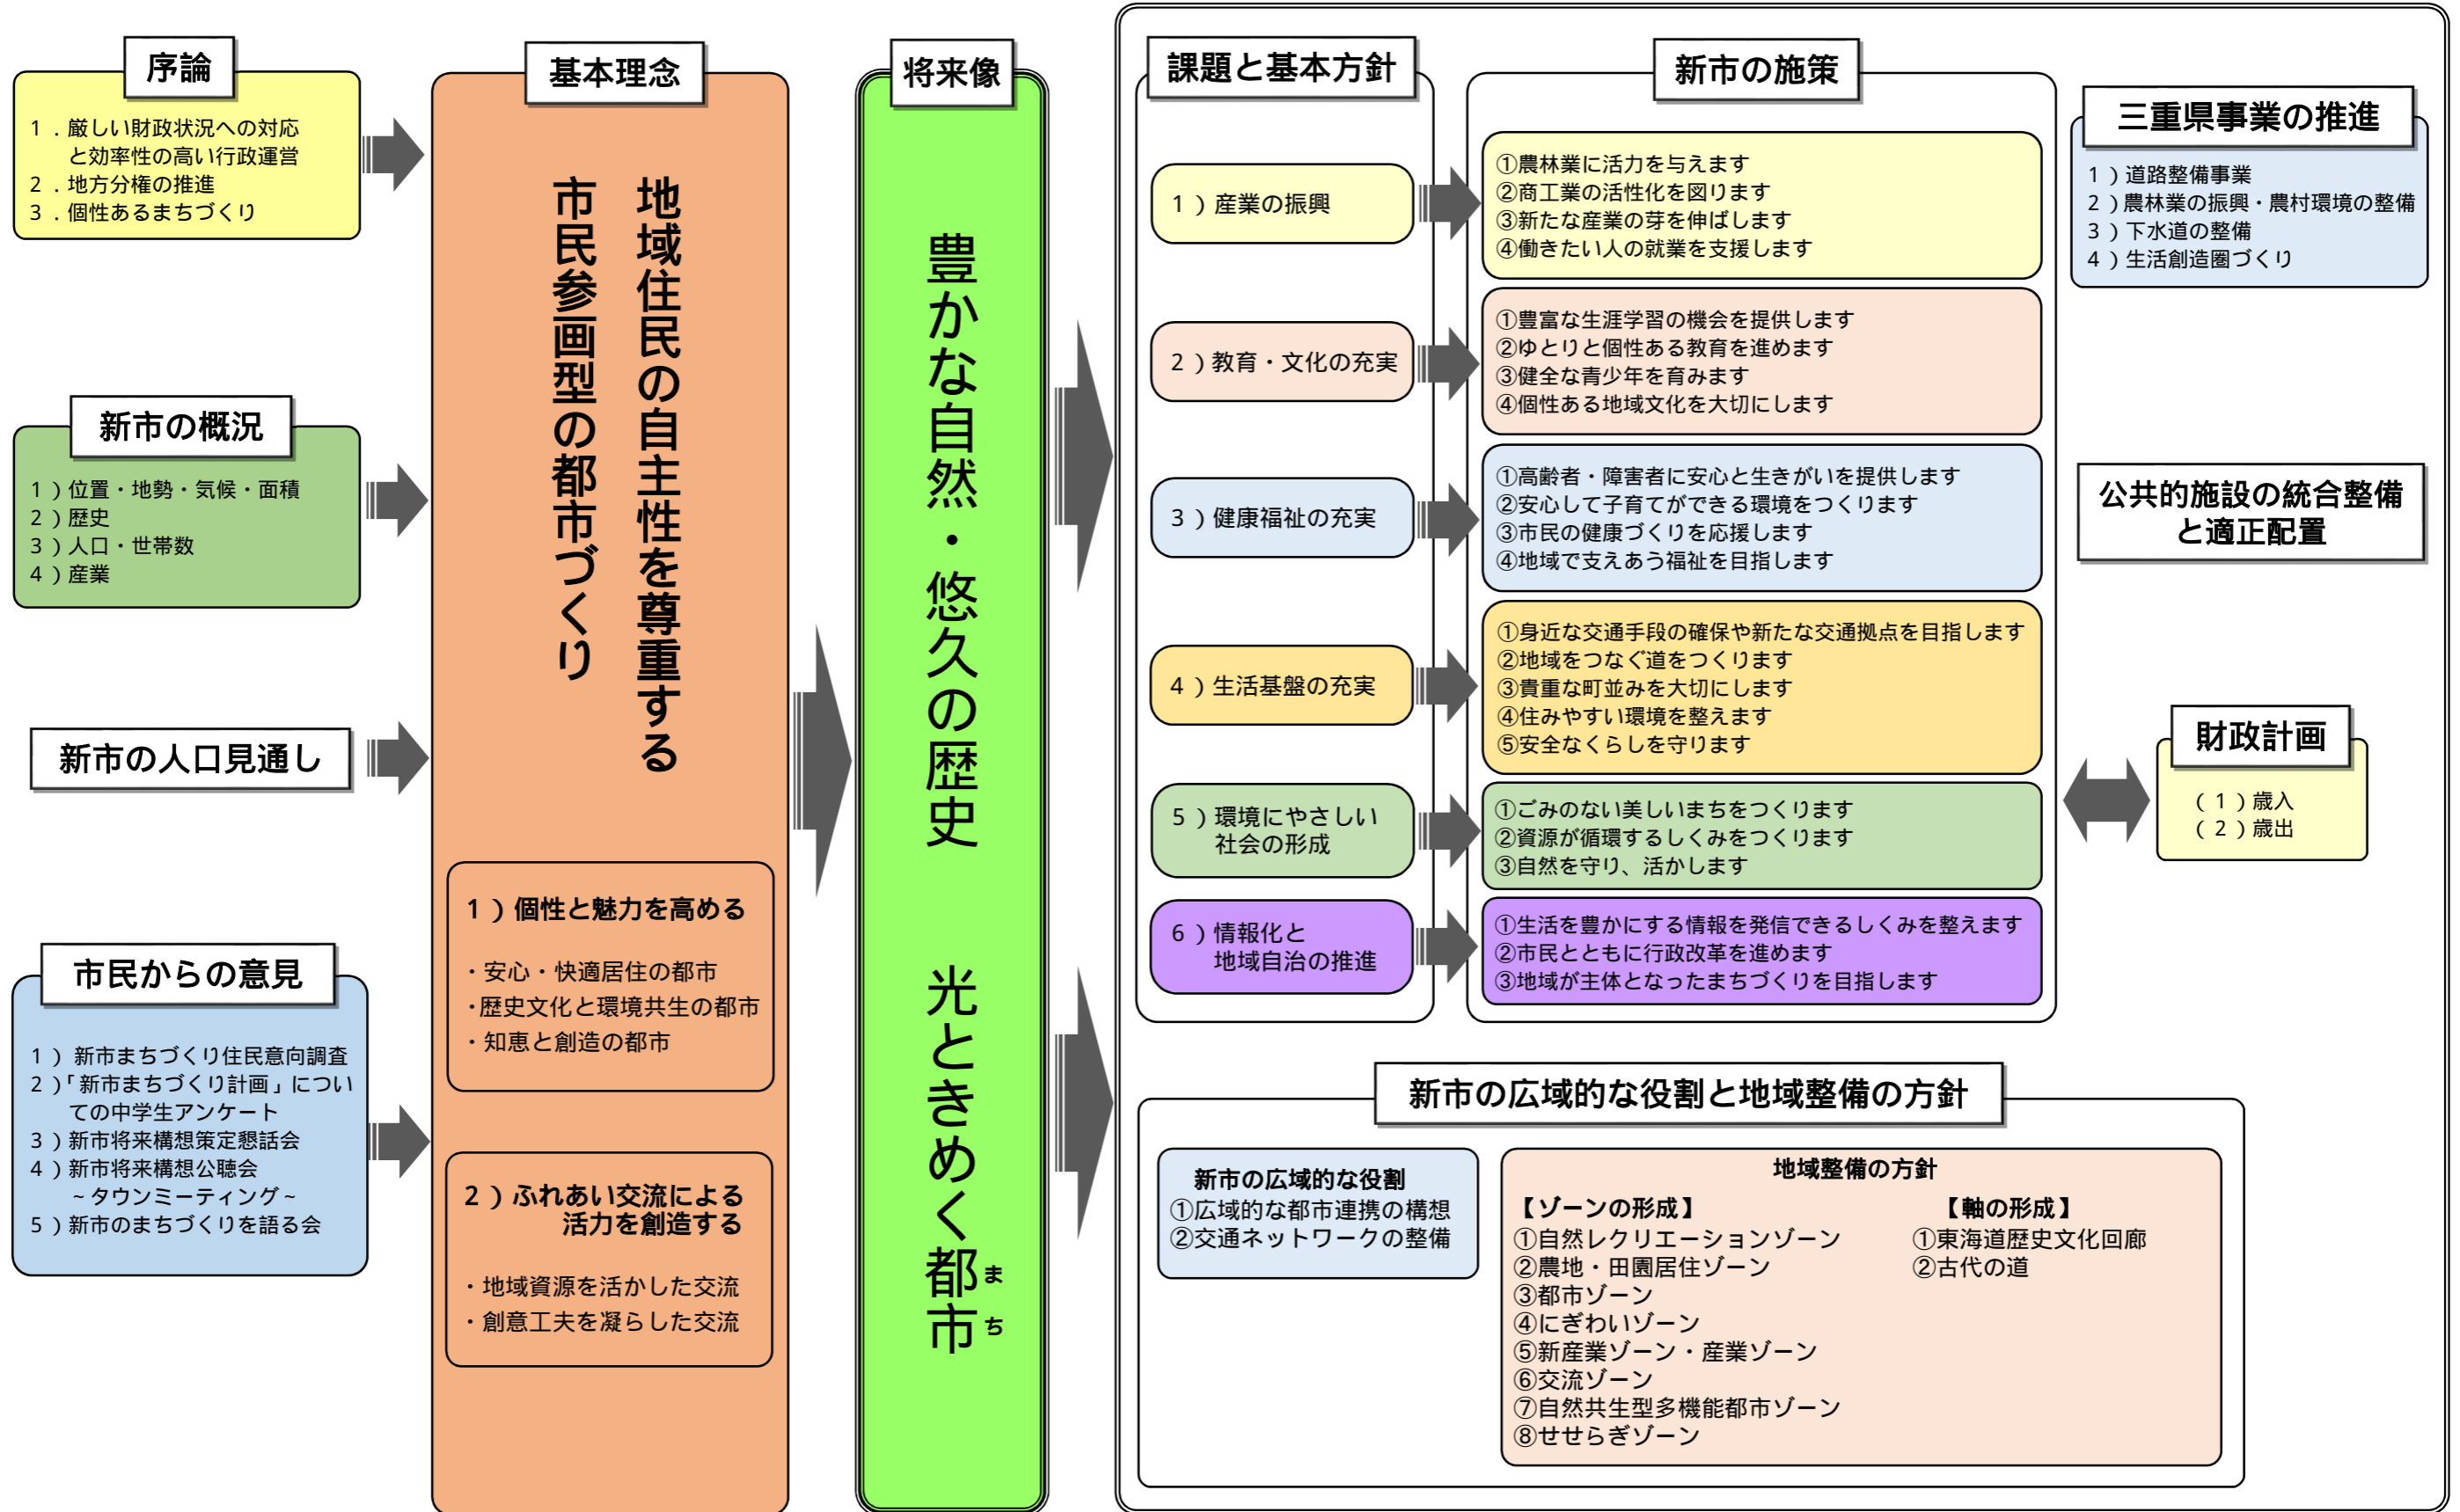 序論
1．厳しい財政状況への対応
と効率性の高い行政運営
2．地方分権の推進
3．個性あるまちづくり
新市の概況
1）位置・地勢・気候・面積
2）歴史
3）人口・世帯数
4）産業
新市の人口見通し
市民からの意見
1） 新市まちづくり住民意向調査
2）「新市まちづくり計画」につい
ての中学生アンケート
3）新市将来構想策定懇話会
4）新市将来構想公聴会
~タウンミーティング~
5）新市のまちづくりを語る会
基本理念
地域住民の自主性を尊重する
市民参画型の都市づくり
1）個性と魅力を高める
・安心・快適居住の都市
・歴史文化と環境共生の都市
・知恵と創造の都市
2）ふれあい交流による
活力を創造する
・地域資源を活かした交流
・創意工夫を凝らした交流
将来像
豊かな自然・悠久の歴史　光ときめく都市
まち
課題と基本方針
1）産業の振興
2）教育・文化の充実
3）健康福祉の充実
4）生活基盤の充実
5）環境にやさしい
社会の形成
6）情報化と
地域自治の推進
新市の施策
①農林業に活力を与えます
②商工業の活性化を図ります
③新たな産業の芽を伸ばします
④働きたい人の就業を支援します
①豊富な生涯学習の機会を提供します
②ゆとりと個性ある教育を進めます
③健全な青少年を育みます
④個性ある地域文化を大切にします
①高齢者・障害者に安心と生きがいを提供します
②安心して子育てができる環境をつくります
③市民の健康づくりを応援します
④地域で支えあう福祉を目指します
①身近な交通手段の確保や新たな交通拠点を目指します
②地域をつなぐ道をつくります
③貴重な町並みを大切にします
④住みやすい環境を整えます
⑤安全なくらしを守ります
①ごみのない美しいまちをつくります
②資源が循環するしくみをつくります
③自然を守り、活かします
①生活を豊かにする情報を発信できるしくみを整えます
②市民とともに行政改革を進めます
③地域が主体となったまちづくりを目指します
三重県事業の推進
1）道路整備事業
2）農林業の振興・農村環境の整備
3）下水道の整備
4）生活創造圏づくり
公共的施設の統合整備
と適正配置
財政計画
（1）歳入
（2）歳出
新市の広域的な役割と地域整備の方針
新市の広域的な役割
①広域的な都市連携の構想
②交通ネットワークの整備
地域整備の方針
【ゾーンの形成】
①自然レクリエーションゾーン
②農地・田園居住ゾーン
③都市ゾーン
④にぎわいゾーン
⑤新産業ゾーン・産業ゾーン
⑥交流ゾーン
⑦自然共生型多機能都市ゾーン
⑧せせらぎゾーン
【軸の形成】
①東海道歴史文化回廊
②古代の道